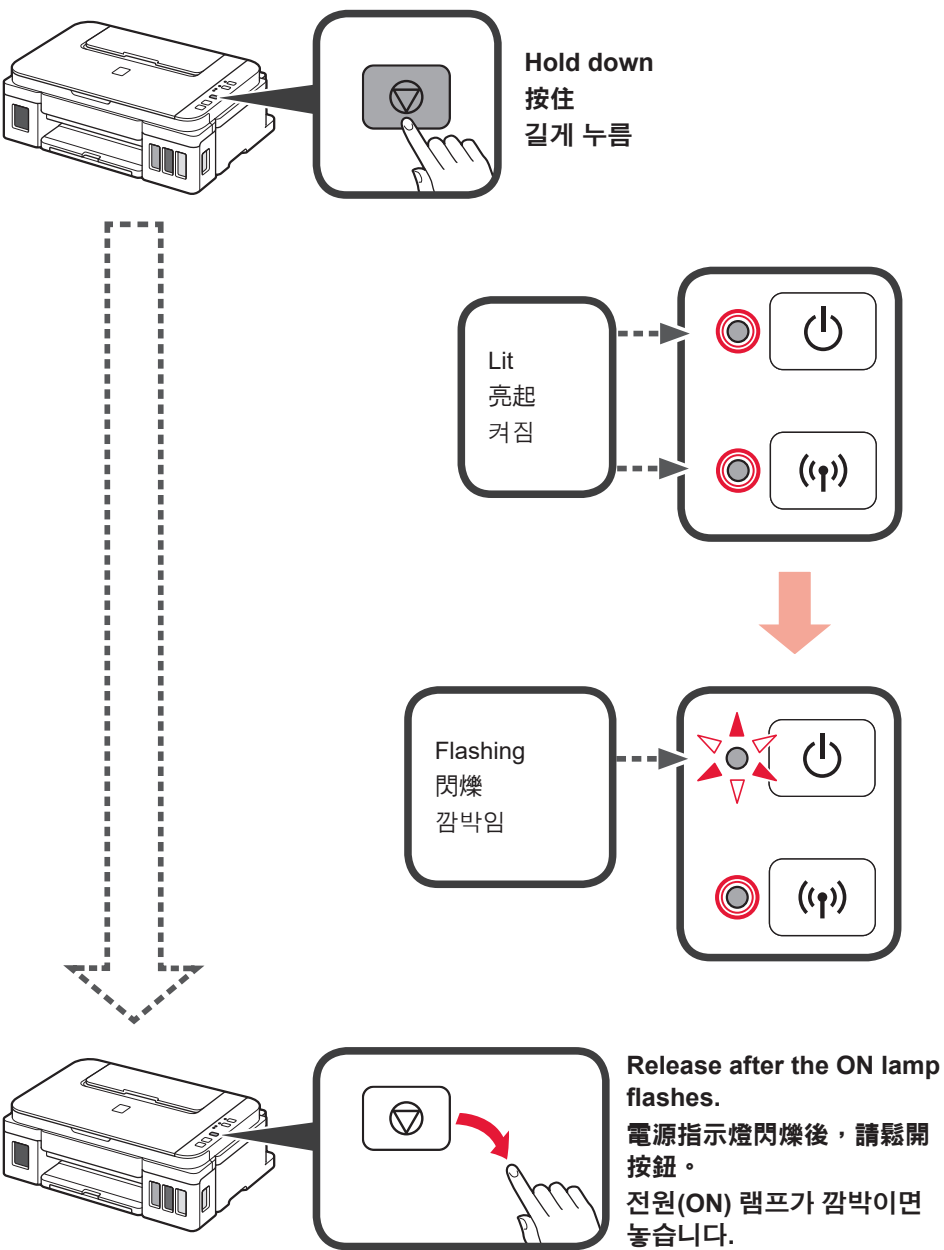 Hold down
按住
길게 누름
Lit
亮起
켜짐
Flashing
閃爍
깜박임
Release after the ON lamp
flashes.
電源指示燈閃爍後，請鬆開
按鈕。
전원(ON) 램프가 깜박이면
놓습니다.